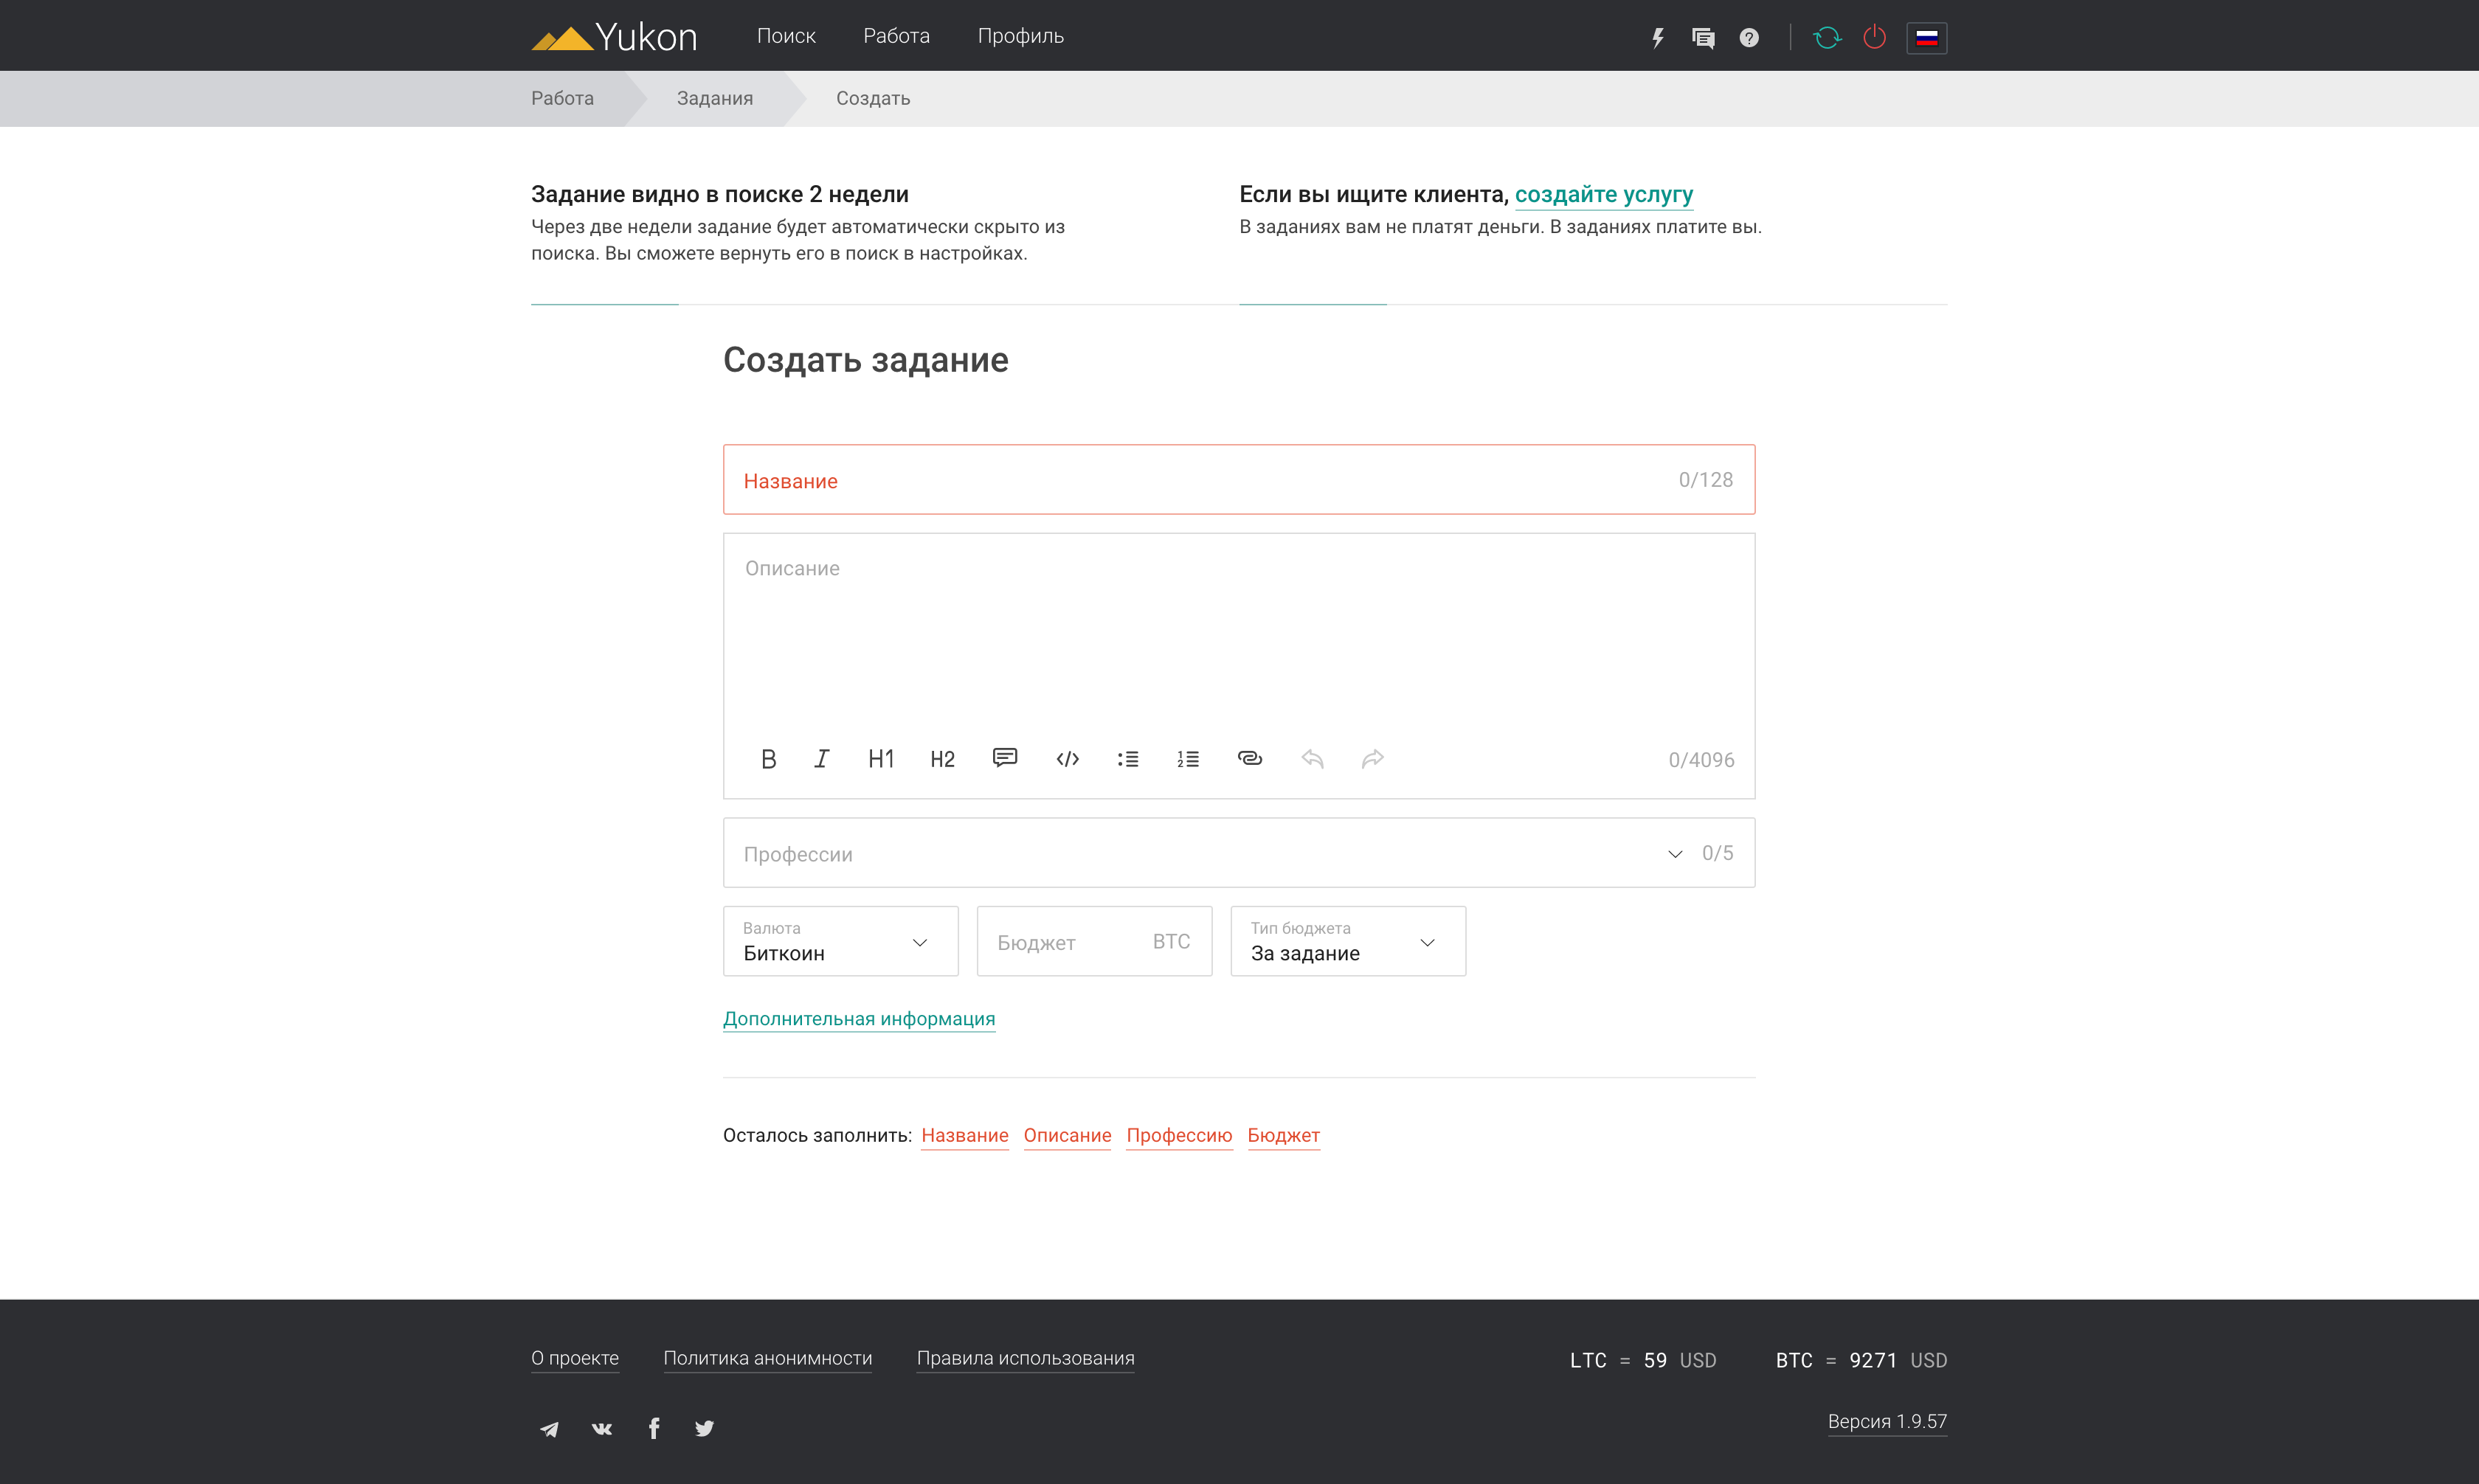 Yukon
Поиск
Работа
Профиль
Работа
Задания
Создать
Задание видно в поиске 2 недели
Через две недели задание будет автоматически скрыто из
поиска. Вы сможете вернуть его в поиск в настройках.
Если вы ищите клиента, создайте услугу
В заданиях вам не платят деньги. В заданиях платите вы.
Создать задание
Название
0/128
Описание
B
I
H1
H2
0/4096
Профессии
0/5
Валюта
Биткоин
Бюджет
BTC
Тип бюджета
За задание
Дополнительная информация
Осталось заполнить: Название Описание Профессию Бюджет
О проекте
Политика анонимности
Правила использования
LTC = 59 USD
BTC = 9271 USD
Версия 1.9.57